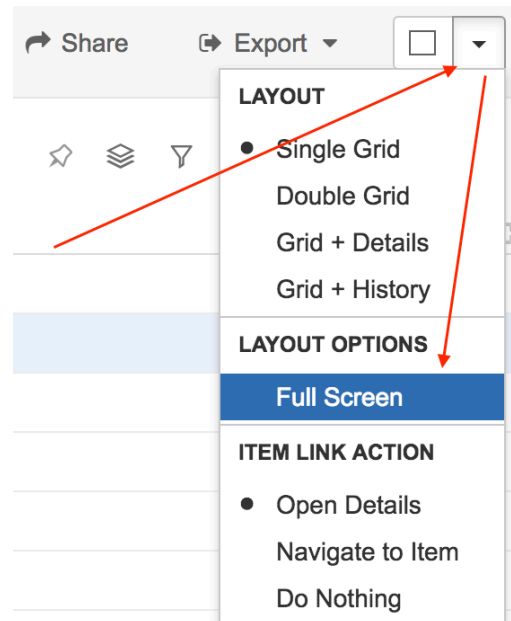 Share Export
LAYOUT
Single Grid
Double Grid
Grid + Details
Grid + History
LAYOUT OPTIONS
Full Screen
ITEM LINK ACTION
Open Details
Navigate to Item
Do Nothing